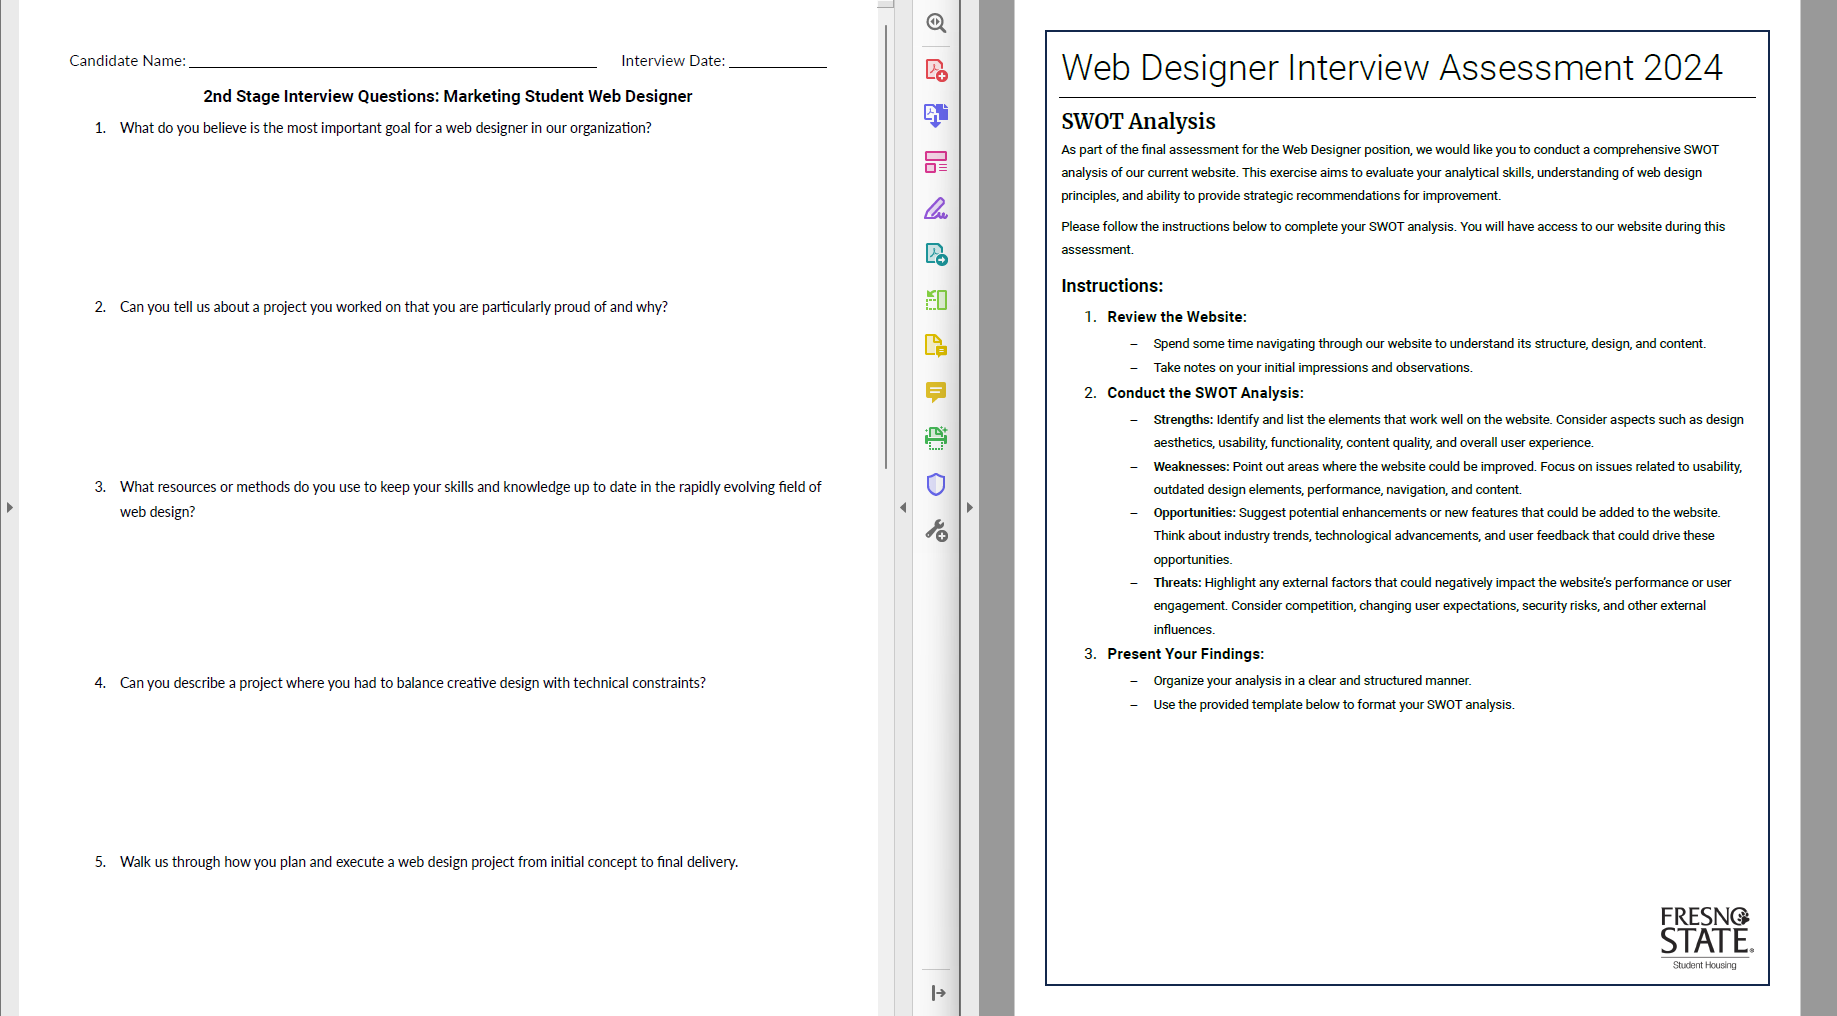 Candidate Name: Interview Date:
2nd Stage Interview Questions: Marketing Student Web Designer
1. What do you believe is the most important goal for a web designer in our organization?
2. Can you tell us about a project you worked on that you are particularly proud of and why?
3. What resources or methods do you use to keep your skills and knowledge up to date in the rapidly evolving field of
web design?
4. Can you describe a project where you had to balance creative design with technical constraints?
5. Walk us through how you plan and execute a web design project from initial concept to final delivery.
Web Designer Interview Assessment 2024
SWOT Analysis
As part of the final assessment for the Web Designer position, we would like you to conduct a comprehensive SWOT
analysis of our current website. This exercise aims to evaluate your analytical skills, understanding of web design
principles, and ability to provide strategic recommendations for improvement.
Please follow the instructions below to complete your SWOT analysis. You will have access to our website during this
assessment.
Instructions:
1. Review the Website:
– Spend some time navigating through our website to understand its structure, design, and content.
– Take notes on your initial impressions and observations.
2. Conduct the SWOT Analysis:
– Strengths: Identify and list the elements that work well on the website. Consider aspects such as design
aesthetics, usability, functionality, content quality, and overall user experience.
– Weaknesses: Point out areas where the website could be improved. Focus on issues related to usability,
outdated design elements, performance, navigation, and content.
– Opportunities: Suggest potential enhancements or new features that could be added to the website.
Think about industry trends, technological advancements, and user feedback that could drive these
opportunities.
– Threats: Highlight any external factors that could negatively impact the website's performance or user
engagement. Consider competition, changing user expectations, security risks, and other external
influences.
3. Present Your Findings:
– Organize your analysis in a clear and structured manner.
– Use the provided template below to format your SWOT analysis.
FRESNO
STATE®
Student Housing